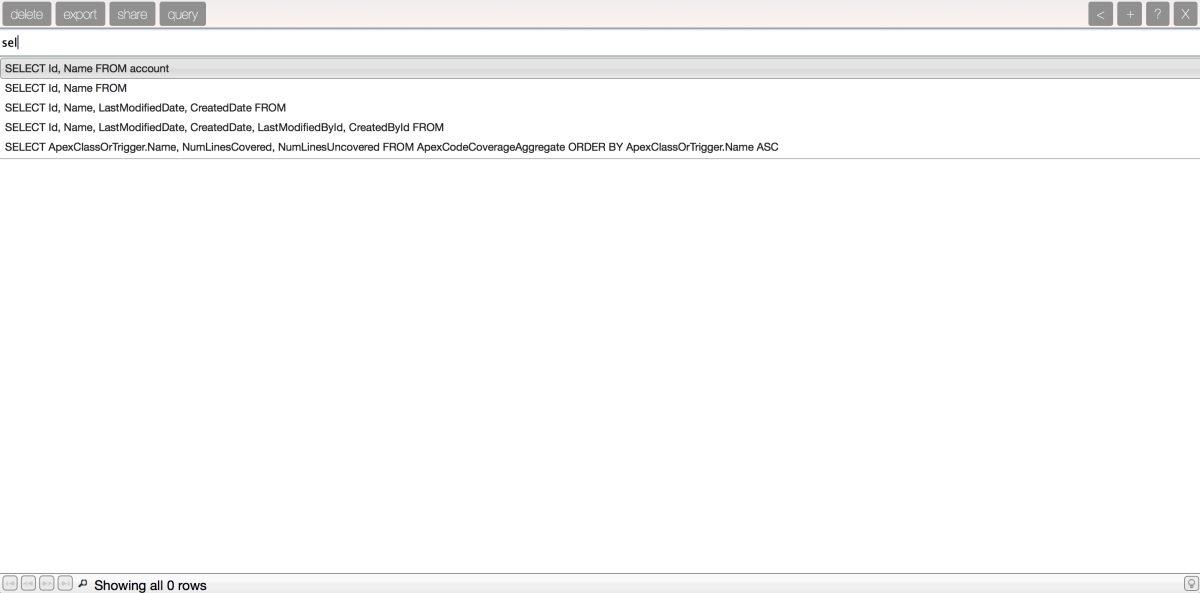 delete export share query < + ? X
sel
SELECT Id, Name FROM account
SELECT Id, Name FROM
SELECT Id, Name, LastModifiedDate, CreatedDate FROM
SELECT Id, Name, LastModifiedDate, CreatedDate, LastModifiedById, CreatedById FROM
SELECT ApexClassOrTrigger.Name, NumLinesCovered, NumLinesUncovered FROM ApexCodeCoverageAggregate ORDER BY ApexClassOrTrigger.Name ASC
Showing all 0 rows